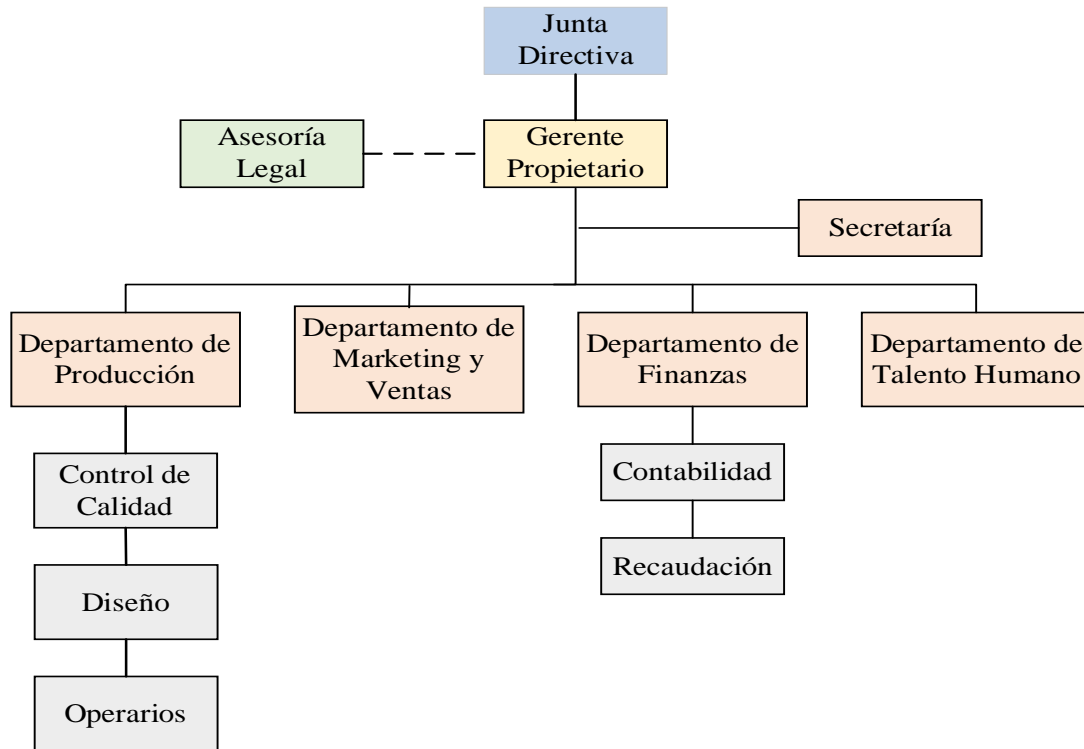 Junta
Directiva
Asesoría
Legal
Gerente
Propietario
Secretaría
Departamento de
Producción
Departamento de
Marketing y
Ventas
Departamento de
Finanzas
Departamento de
Talento Humano
Control de
Calidad
Contabilidad
Diseño
Recaudación
Operarios